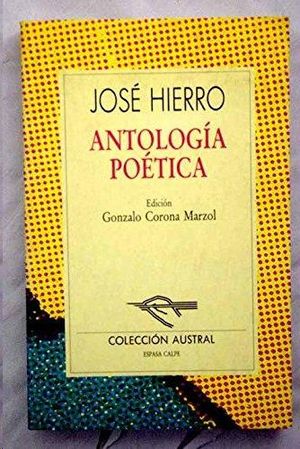 JOSÉ HIERRO
ANTOLOGÍA
POÉTICA
Edición
Gonzalo Corona Marzol
COLECCIÓN AUSTRAL
ESPASA CALPE